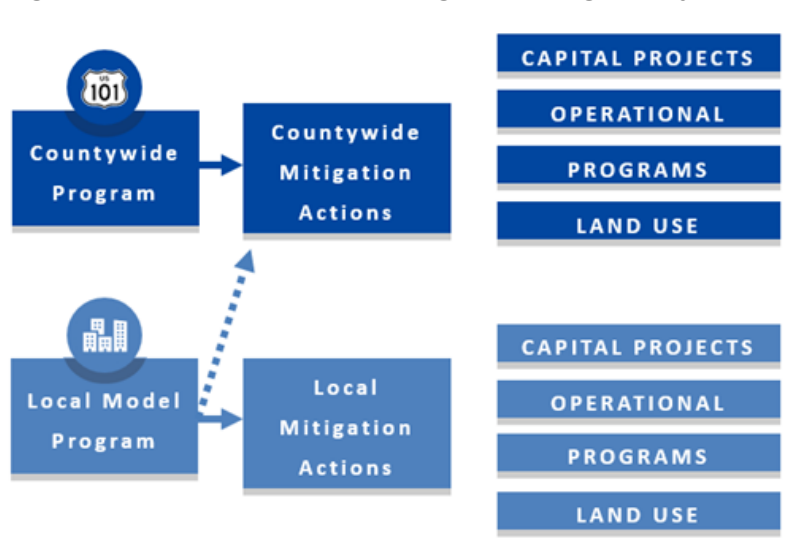 US
101
Countywide
Program
Countywide
Mitigation
Actions
CAPITAL PROJECTS
OPERATIONAL
PROGRAMS
LAND USE
Local Model
Program
Local
Mitigation
Actions
CAPITAL PROJECTS
OPERATIONAL
PROGRAMS
LAND USE